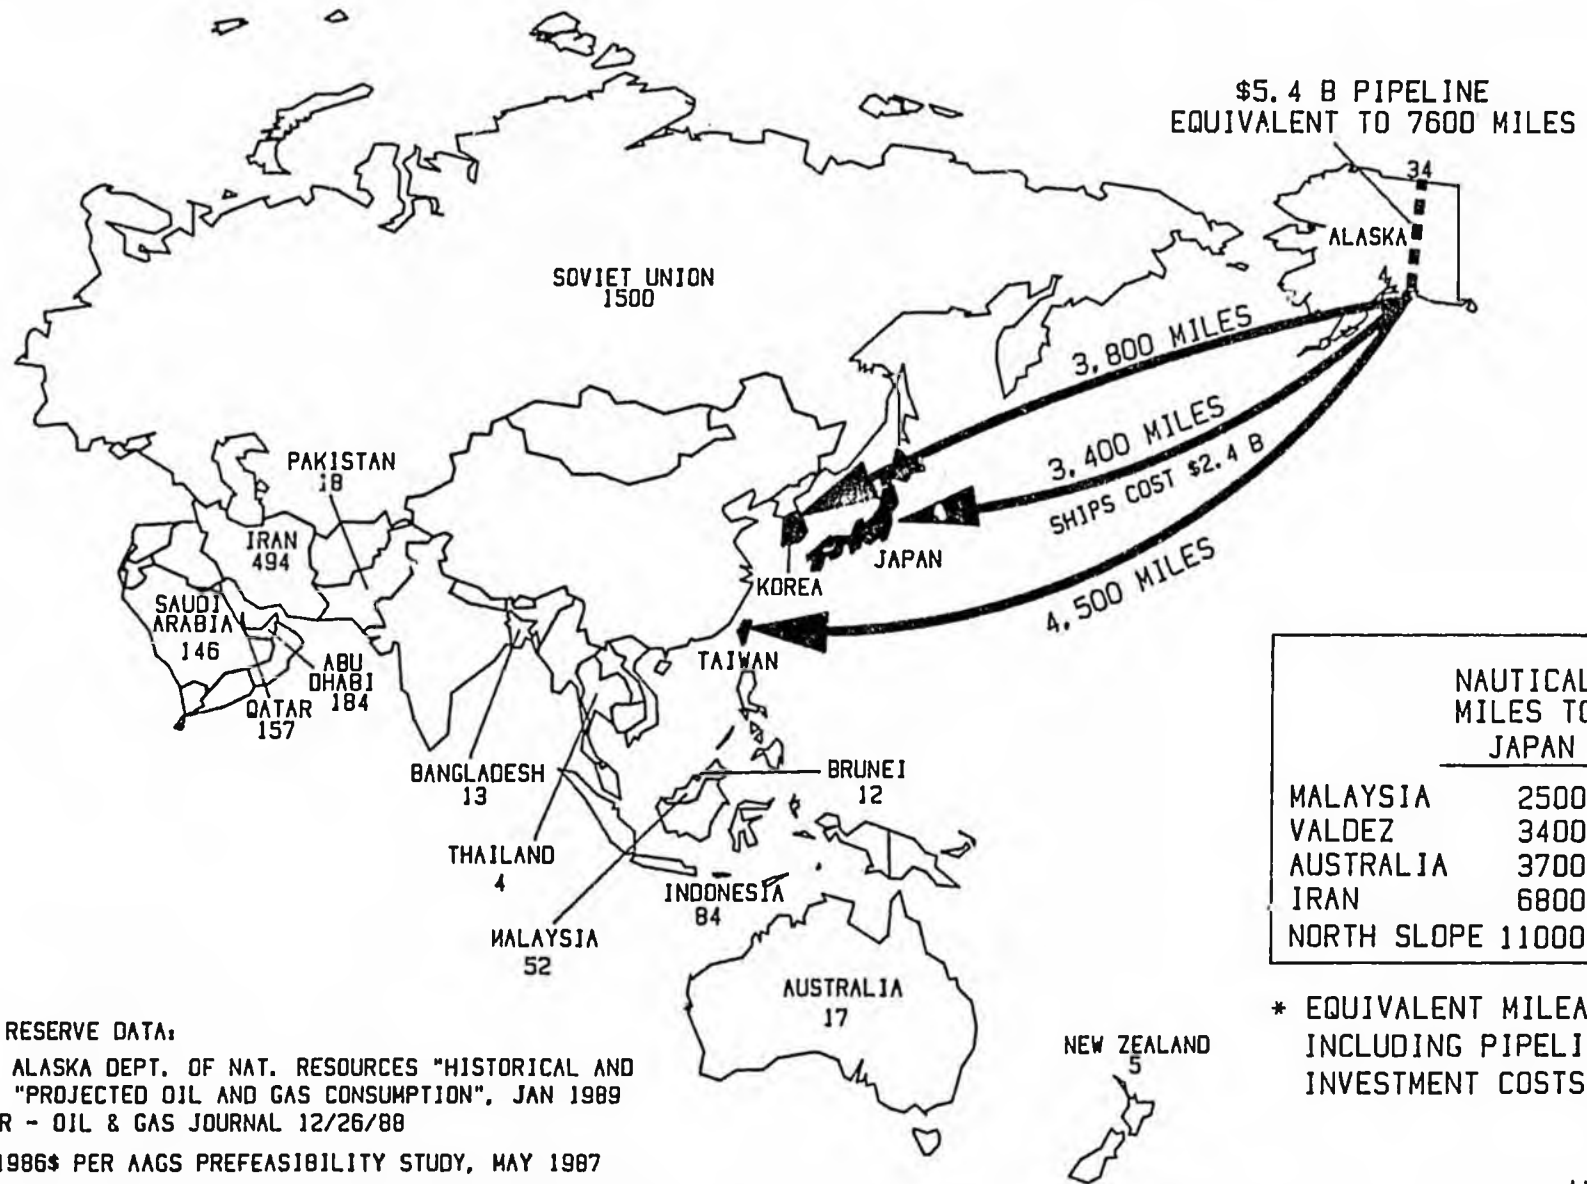 $5.4 B PIPELINE
EQUIVALENT TO 7600 MILES
34
ALASKA
4
SOVIET UNION
1500
3,800 MILES
3,400 MILES
SHIPS COST $2.4 B
4,500 MILES
PAKISTAN
18
IRAN
494
SAUDI
ARABIA
146
ABU
DHABI
184
QATAR
157
KOREA
JAPAN
TAIWAN
BANGLADESH
13
BRUNEI
12
THAILAND
4
INDONESIA
84
MALAYSIA
52
AUSTRALIA
17
NEW ZEALAND
5
NAUTICAL
MILES TO
JAPAN
MALAYSIA 2500
VALDEZ 3400
AUSTRALIA 3700
IRAN 6800
NORTH SLOPE 11000
* EQUIVALENT MILEA
INCLUDING PIPELI
INVESTMENT COSTS
RESERVE DATA:
ALASKA DEPT. OF NAT. RESOURCES "HISTORICAL AND
"PROJECTED OIL AND GAS CONSUMPTION", JAN 1989
R - OIL & GAS JOURNAL 12/26/88
1986$ PER AAGS PREFEASIBILITY STUDY, MAY 1987